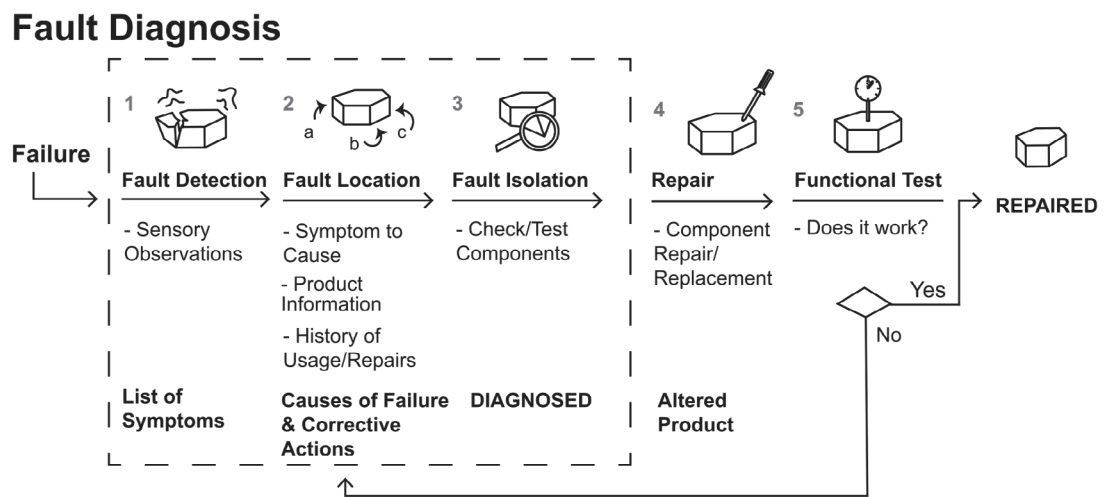 Fault Diagnosis
Failure
1
Fault Detection
- Sensory
Observations
List of
Symptoms
2
a
b
c
Fault Location
- Symptom to
Cause
- Product
Information
- History of
Usage/Repairs
Causes of Failure
& Corrective
Actions
3
Fault Isolation
- Check/Test
Components
DIAGNOSED
4
Repair
- Component
Repair/
Replacement
Altered
Product
5
Functional Test
- Does it work?
Yes
No
REPAIRED